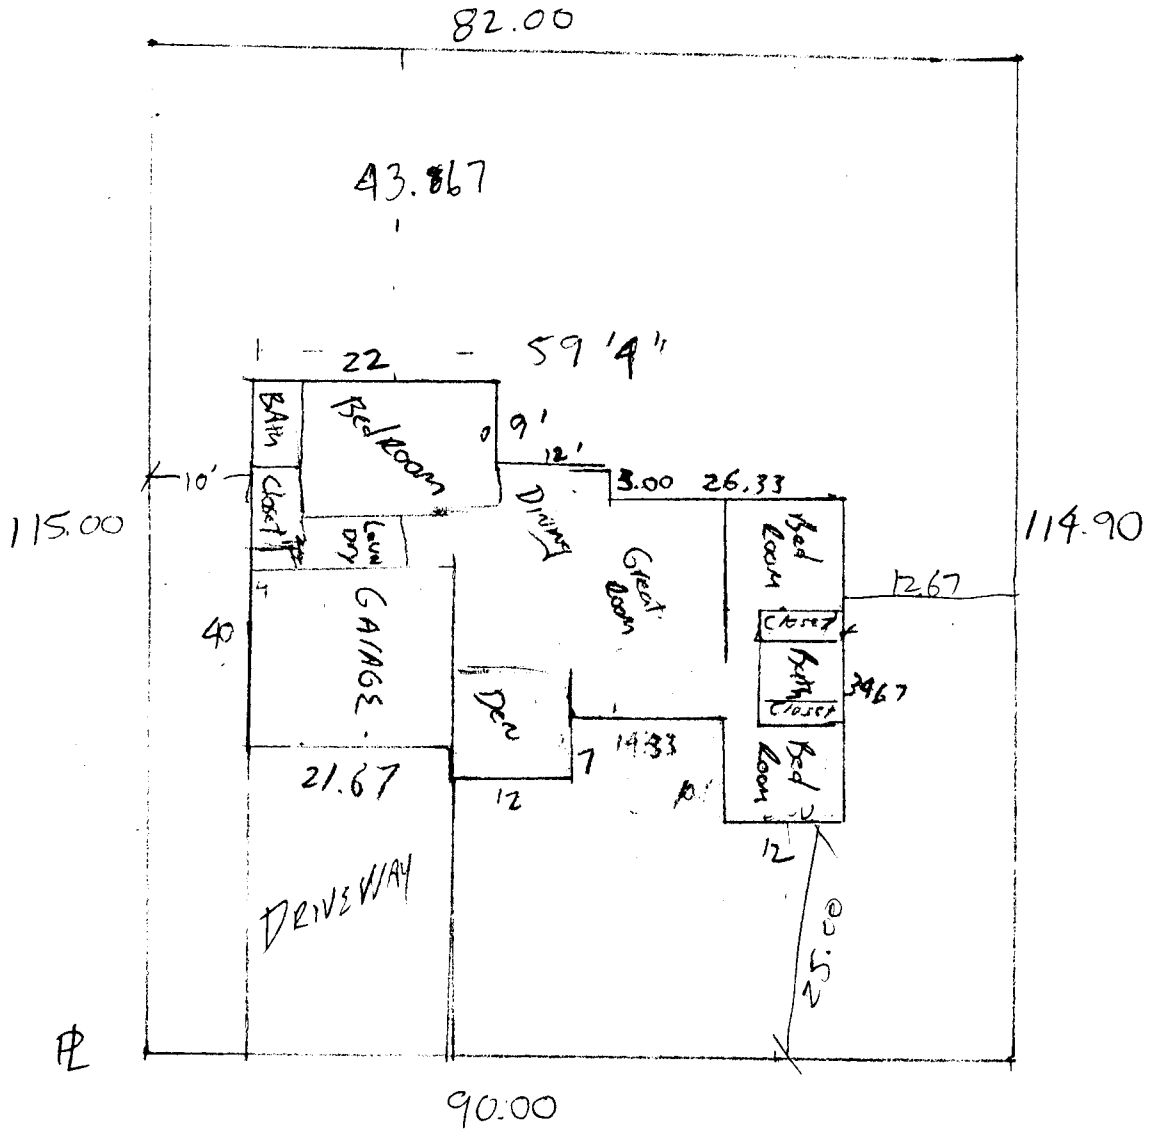 82.00
43.867
59'4"
22
BATH
BedROOM
9'
12'
10'
Closet
DINING
3.00
26.33
115.00
LAUN
DRY
Great
Room
Bed
ROOM
114.90
12.67
40
GARAGE
Closet
Bath
3467
Den
Closet
14.33
Bed
ROOM
21.67
7
12
10'
12
DRIVEWAY
25.00
PL
90.00